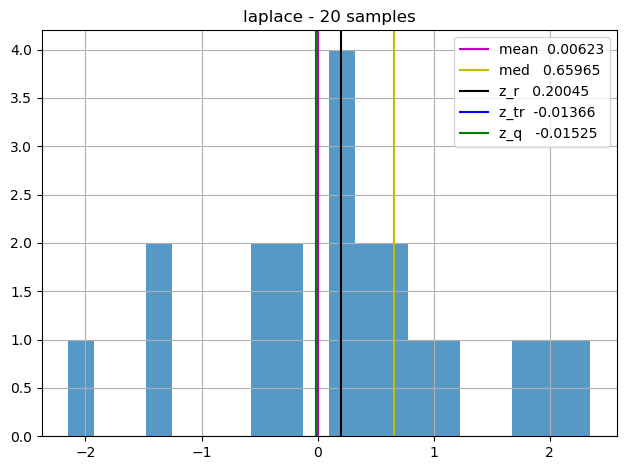 laplace - 20 samples
mean 0.00623
med 0.65965
z_r 0.20045
z_tr -0.01366
z_q -0.01525
4.0
3.5
3.0
2.5
2.0
1.5
1.0
0.5
0.0
−2 −1 0 1 2